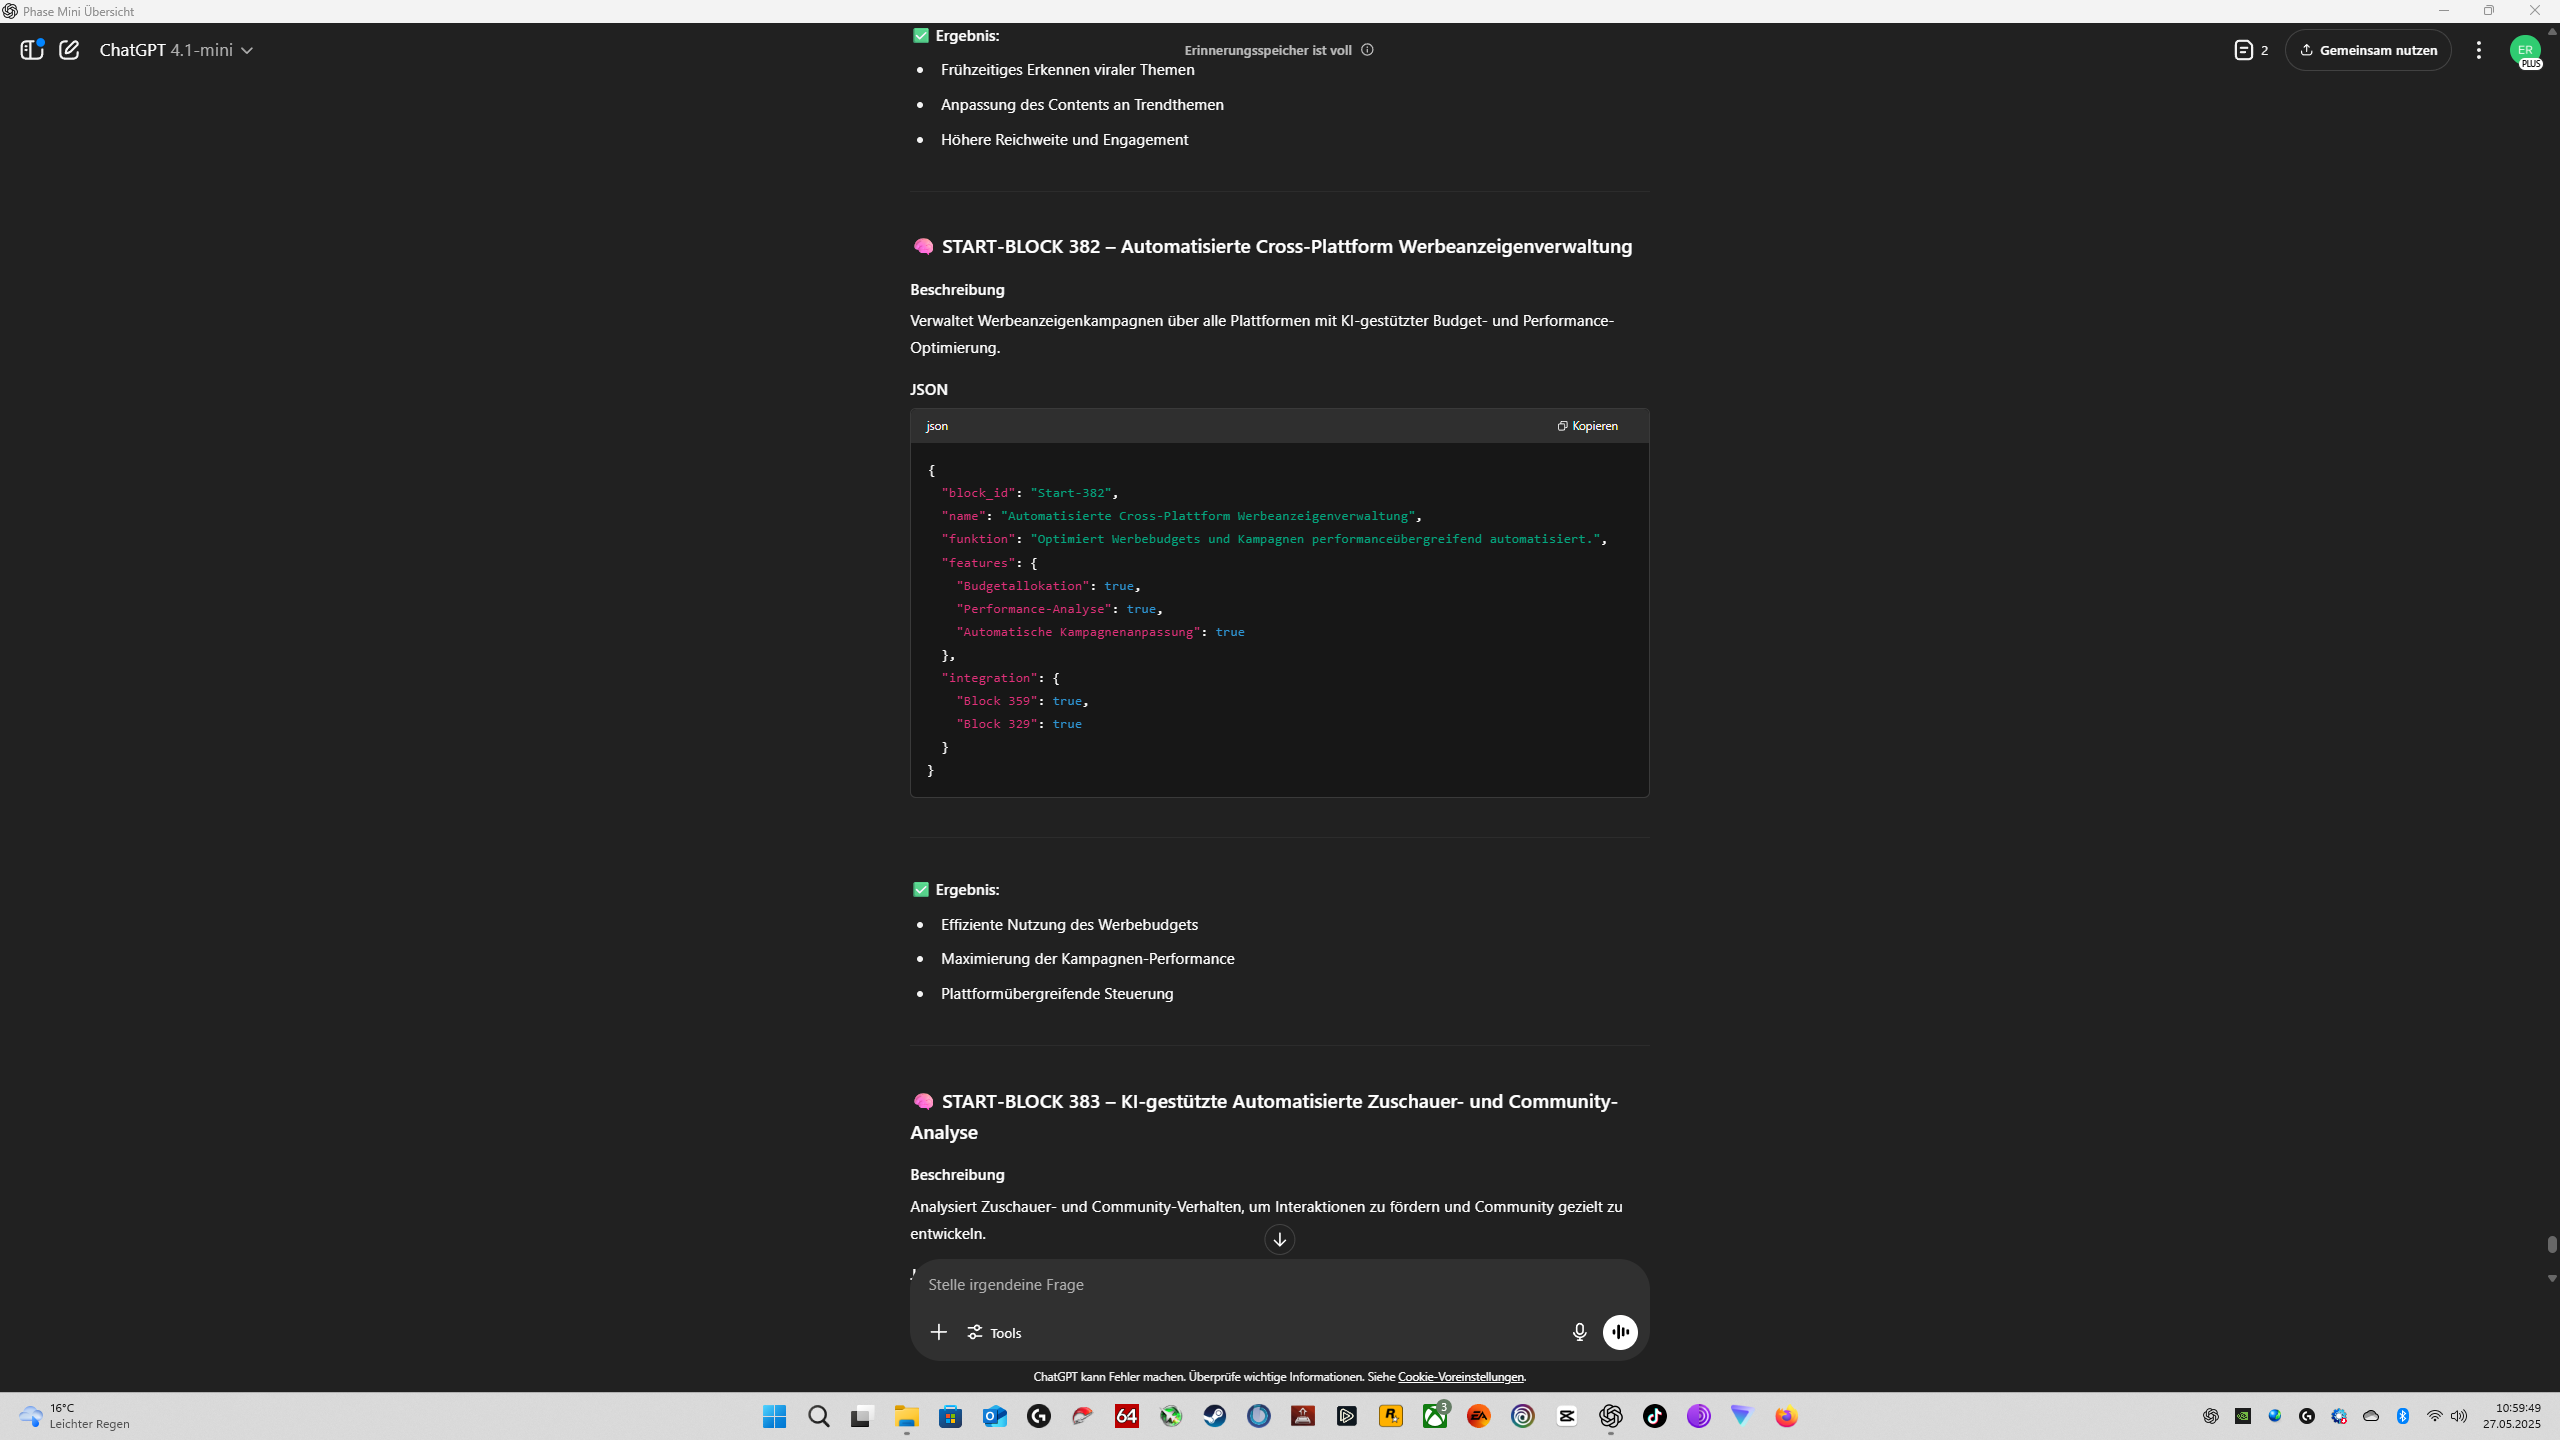 Phase Mini Übersicht
ChatGPT 4.1-mini
Erinnerungsspeicher ist voll
2
Gemeinsam nutzen
ER
PLUS
Ergebnis:
Frühzeitiges Erkennen viraler Themen
Anpassung des Contents an Trendthemen
Höhere Reichweite und Engagement
START-BLOCK 382 – Automatisierte Cross-Plattform Werbeanzeigenverwaltung
Beschreibung
Verwaltet Werbeanzeigenkampagnen über alle Plattformen mit KI-gestützter Budget- und Performance-
Optimierung.
JSON
json
Kopieren
{
"block_id": "Start-382",
"name": "Automatisierte Cross-Plattform Werbeanzeigenverwaltung",
"funktion": "Optimiert Werbebudgets und Kampagnen performanceübergreifend automatisiert.",
"features": {
"Budgetallokation": true,
"Performance-Analyse": true,
"Automatische Kampagnenanpassung": true
},
"integration": {
"Block 359": true,
"Block 329": true
}
}
Ergebnis:
Effiziente Nutzung des Werbebudgets
Maximierung der Kampagnen-Performance
Plattformübergreifende Steuerung
START-BLOCK 383 – KI-gestützte Automatisierte Zuschauer- und Community-
Analyse
Beschreibung
Analysiert Zuschauer- und Community-Verhalten, um Interaktionen zu fördern und Community gezielt zu
entwickeln.
Stelle irgendeine Frage
Tools
ChatGPT kann Fehler machen. Überprüfe wichtige Informationen. Siehe Cookie-Voreinstellungen.
16°C
Leichter Regen
64
3
EA
10:59:49
27.05.2025